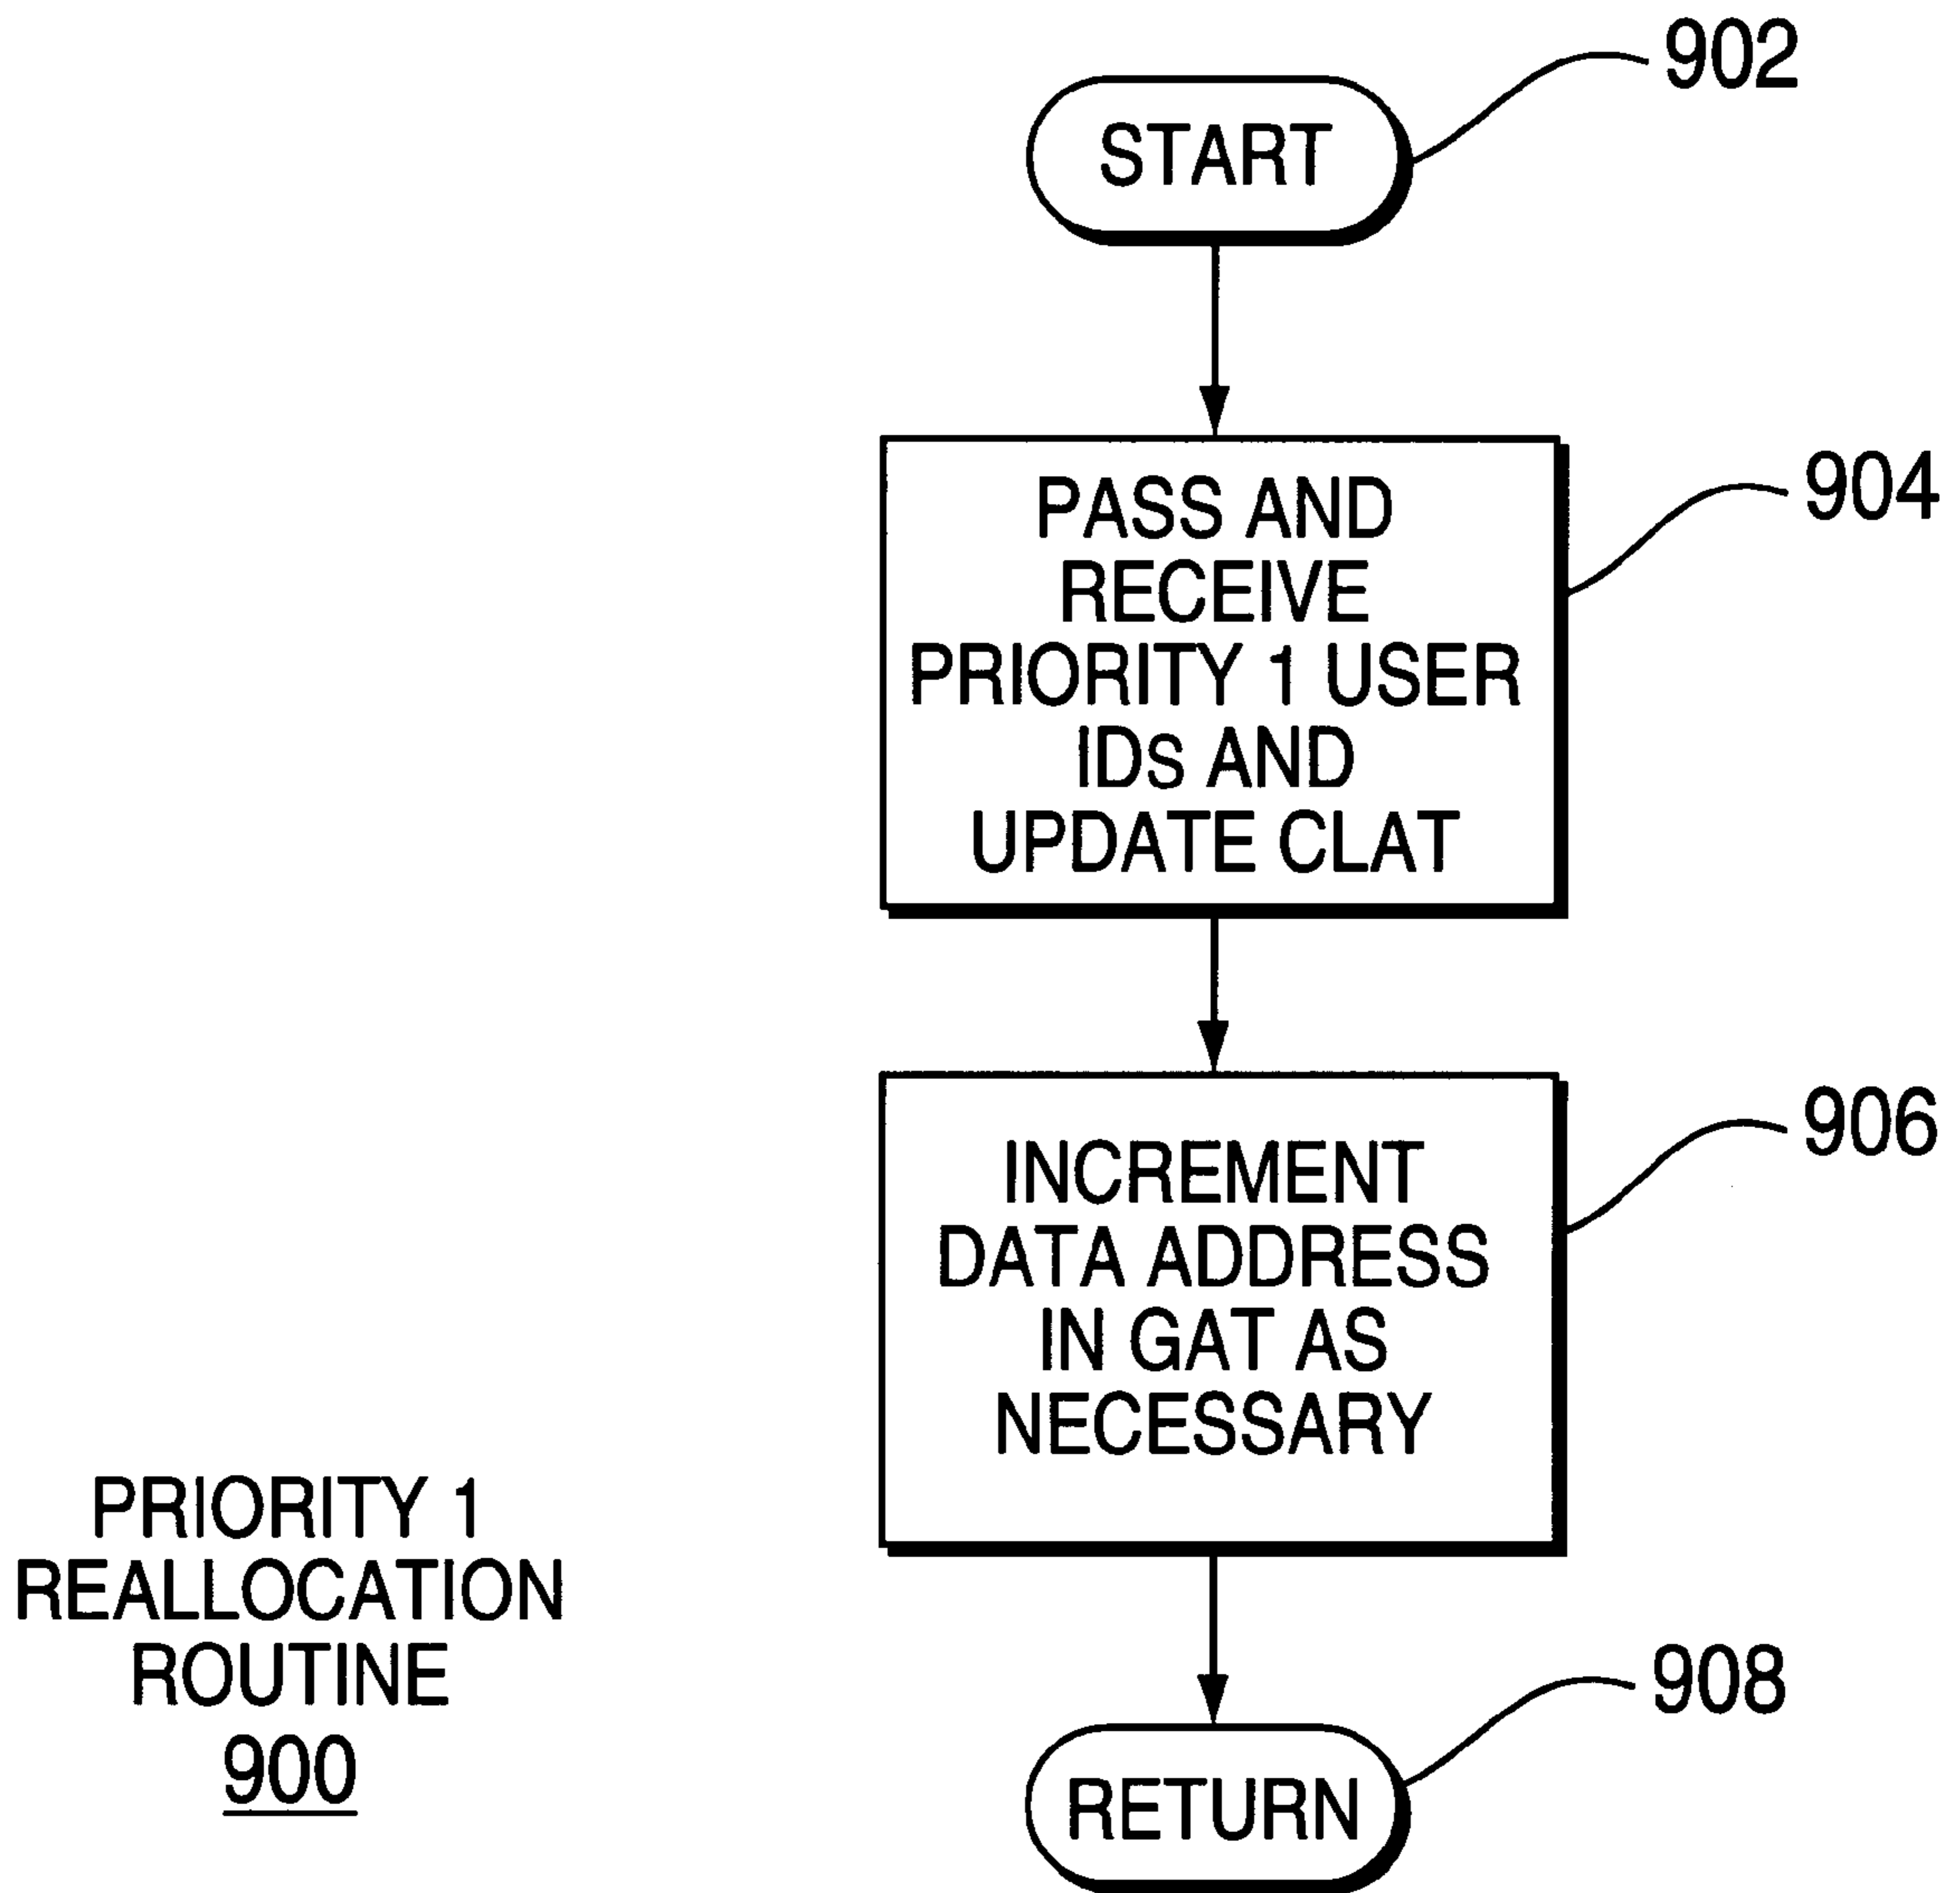 902
START
904
PASS AND
RECEIVE
PRIORITY 1 USER
IDs AND
UPDATE CLAT
906
INCREMENT
DATA ADDRESS
IN GAT AS
NECESSARY
PRIORITY 1
REALLOCATION
ROUTINE
900
908
RETURN